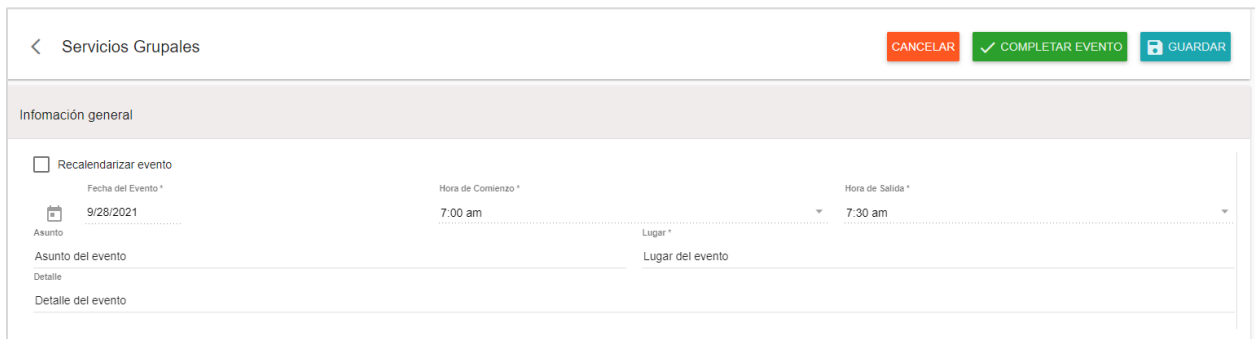 Servicios Grupales
CANCELAR
COMPLETAR EVENTO
GUARDAR
Infomación general
Recalendarizar evento
Fecha del Evento *
Hora de Comienzo *
Hora de Salida *
9/28/2021
7:00 am
7:30 am
Asunto
Lugar *
Asunto del evento
Lugar del evento
Detalle
Detalle del evento